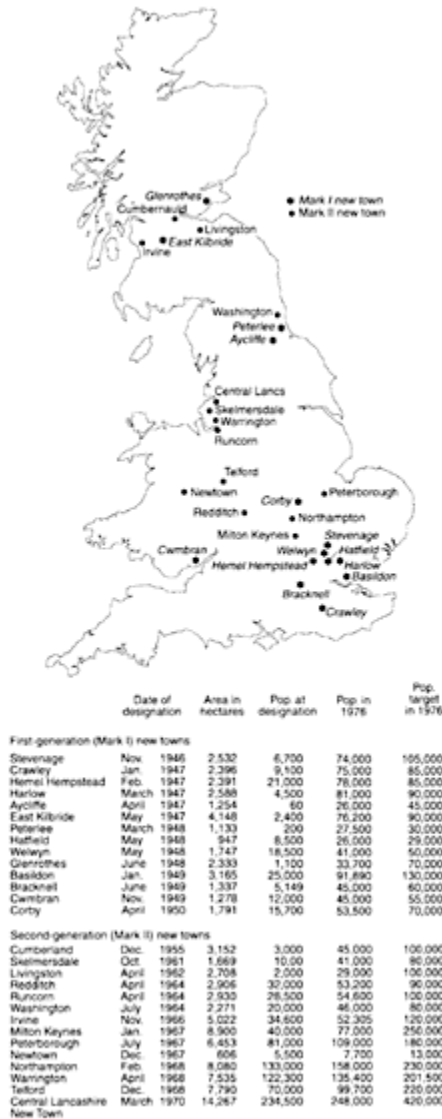 Glenrothes
Cumbernauld
Mark I new town
Mark II new town
Livingston
East Kilbride
Irvine
Washington
Peterlee
Aycliffe
Central Lancs
Skelmersdale
Warrington
Runcorn
Telford
Newtown
Peterborough
Corby
Redditch
Northampton
Milton Keynes
Stevenage
Cwmbran
Welwyn
Hatfield
Hemel Hempstead
Harlow
Basildon
Bracknell
Crawley
Date of designation Area in hectares Pop. at designation Pop. in 1976 Pop. target in 1976
First-generation (Mark I) new towns
Stevenage Nov. 1946 2,532 6,700 74,000 105,000
Crawley Jan. 1947 2,396 9,100 75,000 85,000
Hemel Hempstead Feb. 1947 2,391 21,000 78,000 85,000
Harlow March 1947 2,588 4,500 81,000 90,000
Aycliffe April 1947 1,254 60 26,000 45,000
East Kilbride May 1947 4,148 2,400 76,200 90,000
Peterlee March 1948 1,133 200 27,500 30,000
Hatfield May 1948 947 8,500 26,000 29,000
Welwyn May 1948 1,747 18,500 41,000 50,000
Glenrothes June 1948 2,333 1,100 33,700 70,000
Basildon Jan. 1949 3,165 25,000 91,890 130,000
Bracknell June 1949 1,337 5,149 45,000 60,000
Cwmbran Nov. 1949 1,278 12,000 45,000 55,000
Corby April 1950 1,791 15,700 53,500 70,000
Second-generation (Mark II) new towns
Cumberland Dec. 1955 3,152 3,000 45,000 100,000
Skelmersdale Oct. 1961 1,669 10,00 41,000 80,000
Livingston April 1962 2,708 2,000 29,000 100,000
Redditch April 1964 2,906 32,000 53,200 90,000
Runcorn April 1964 2,930 28,500 54,600 100,000
Washington July 1964 2,271 20,000 46,000 80,000
Irvine Nov. 1966 5,022 34,600 52,305 120,000
Milton Keynes Jan. 1967 8,900 40,000 77,000 250,000
Peterborough July 1967 6,453 81,000 109,000 180,000
Newtown Dec. 1967 606 5,500 7,700 13,000
Northampton Feb. 1968 8,080 133,000 158,000 230,000
Warrington April 1968 7,535 122,300 135,400 201,500
Telford Dec. 1968 7,790 70,000 99,700 220,000
Central Lancashire New Town March 1970 14,267 234,500 248,000 420,000